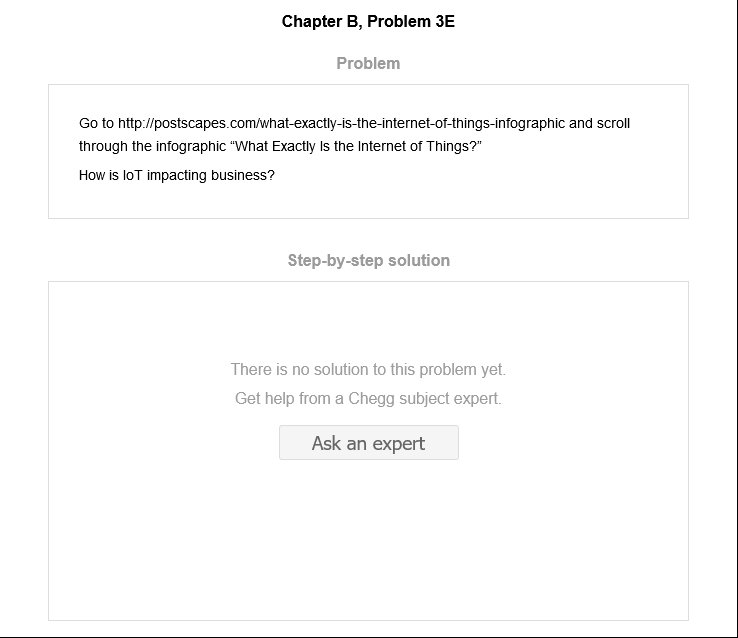 Chapter B, Problem 3E
Problem
Go to http://postscapes.com/what-exactly-is-the-internet-of-things-infographic and scroll
through the infographic “What Exactly Is the Internet of Things?”
How is IoT impacting business?
Step-by-step solution
There is no solution to this problem yet.
Get help from a Chegg subject expert.
Ask an expert